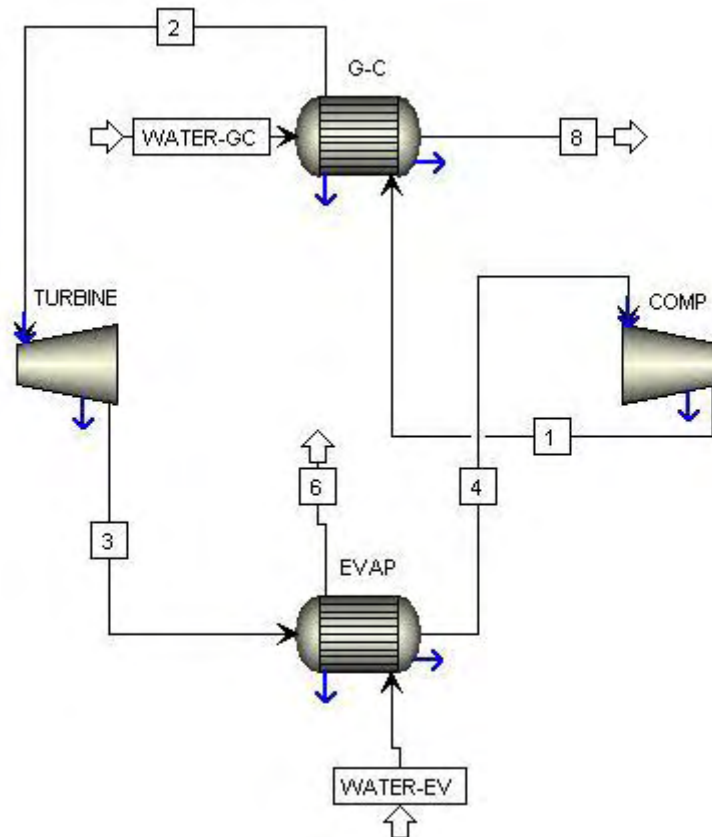 2
G-C
WATER-GC
8
TURBINE
COMP
1
6
4
3
EVAP
WATER-EV